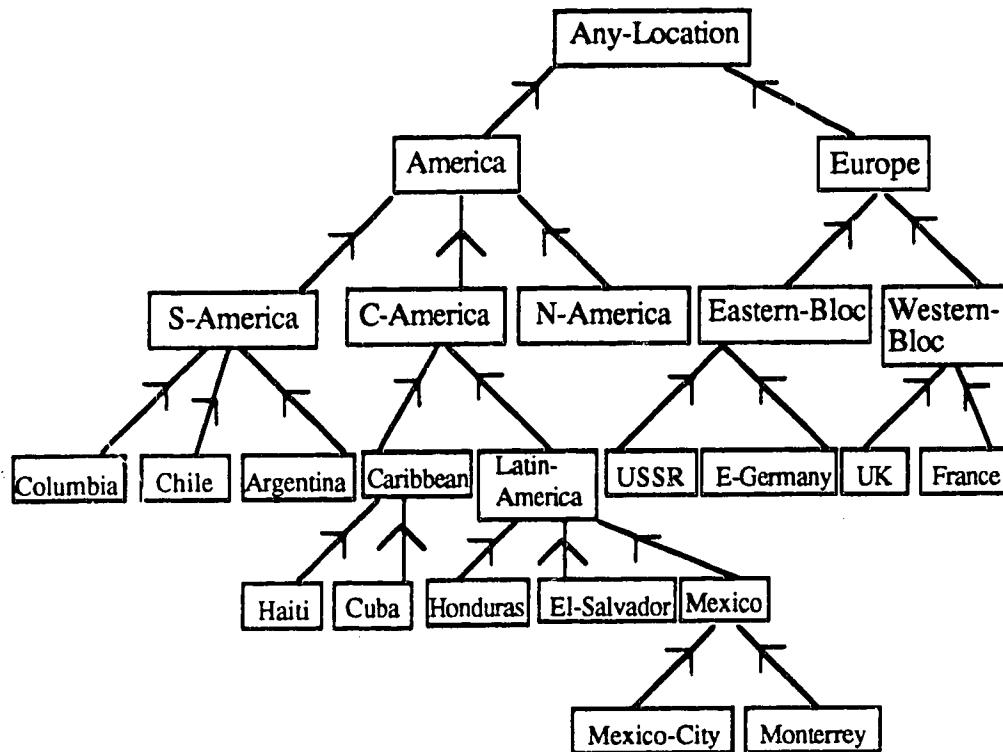 Any-Location
America
Europe
S-America
C-America
N-America
Eastern-Bloc
Western-
Bloc
Columbia
Chile
Argentina
Caribbean
Latin-
America
USSR
E-Germany
UK
France
Haiti
Cuba
Honduras
El-Salvador
Mexico
Mexico-City
Monterrey